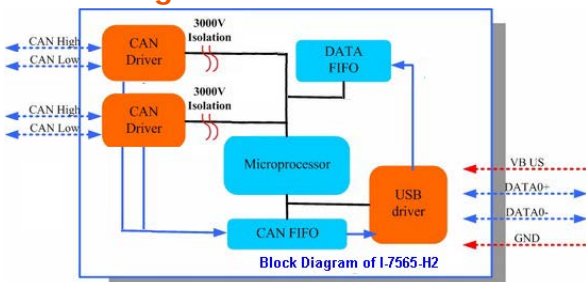 3000V
Isolation
CAN High
CAN Low
CAN
Driver
DATA
FIFO
CAN High
CAN Low
CAN
Driver
3000V
Isolation
Microprocessor
VB US
DATA0+
DATA0-
GND
USB
driver
CAN FIFO
Block Diagram of I-7565-H2